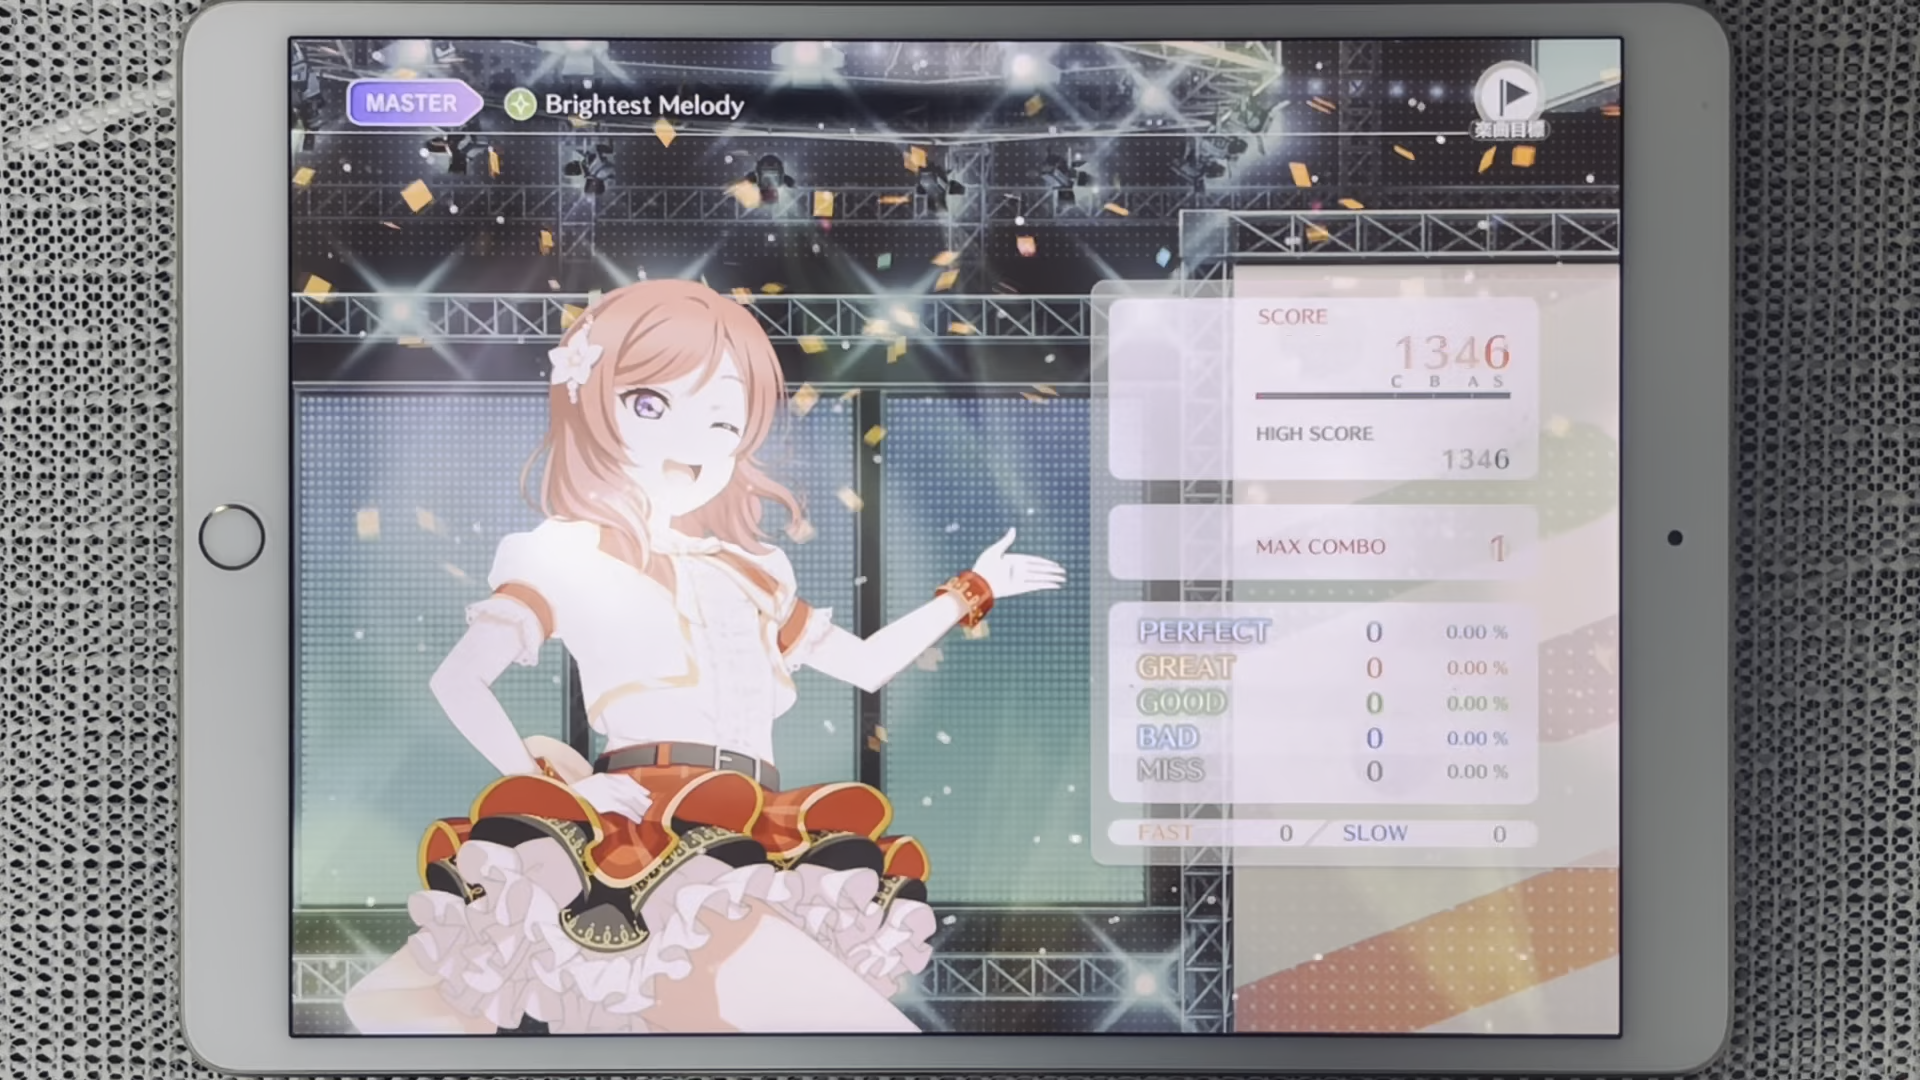 MASTER
Brightest Melody
楽曲目標
SCORE
1346
C B A S
HIGH SCORE
1346
MAX COMBO 1
PERFECT 0 0.00 %
GREAT 0 0.00 %
GOOD 0 0.00 %
BAD 0 0.00 %
MISS 0 0.00 %
FAST 0 / SLOW 0